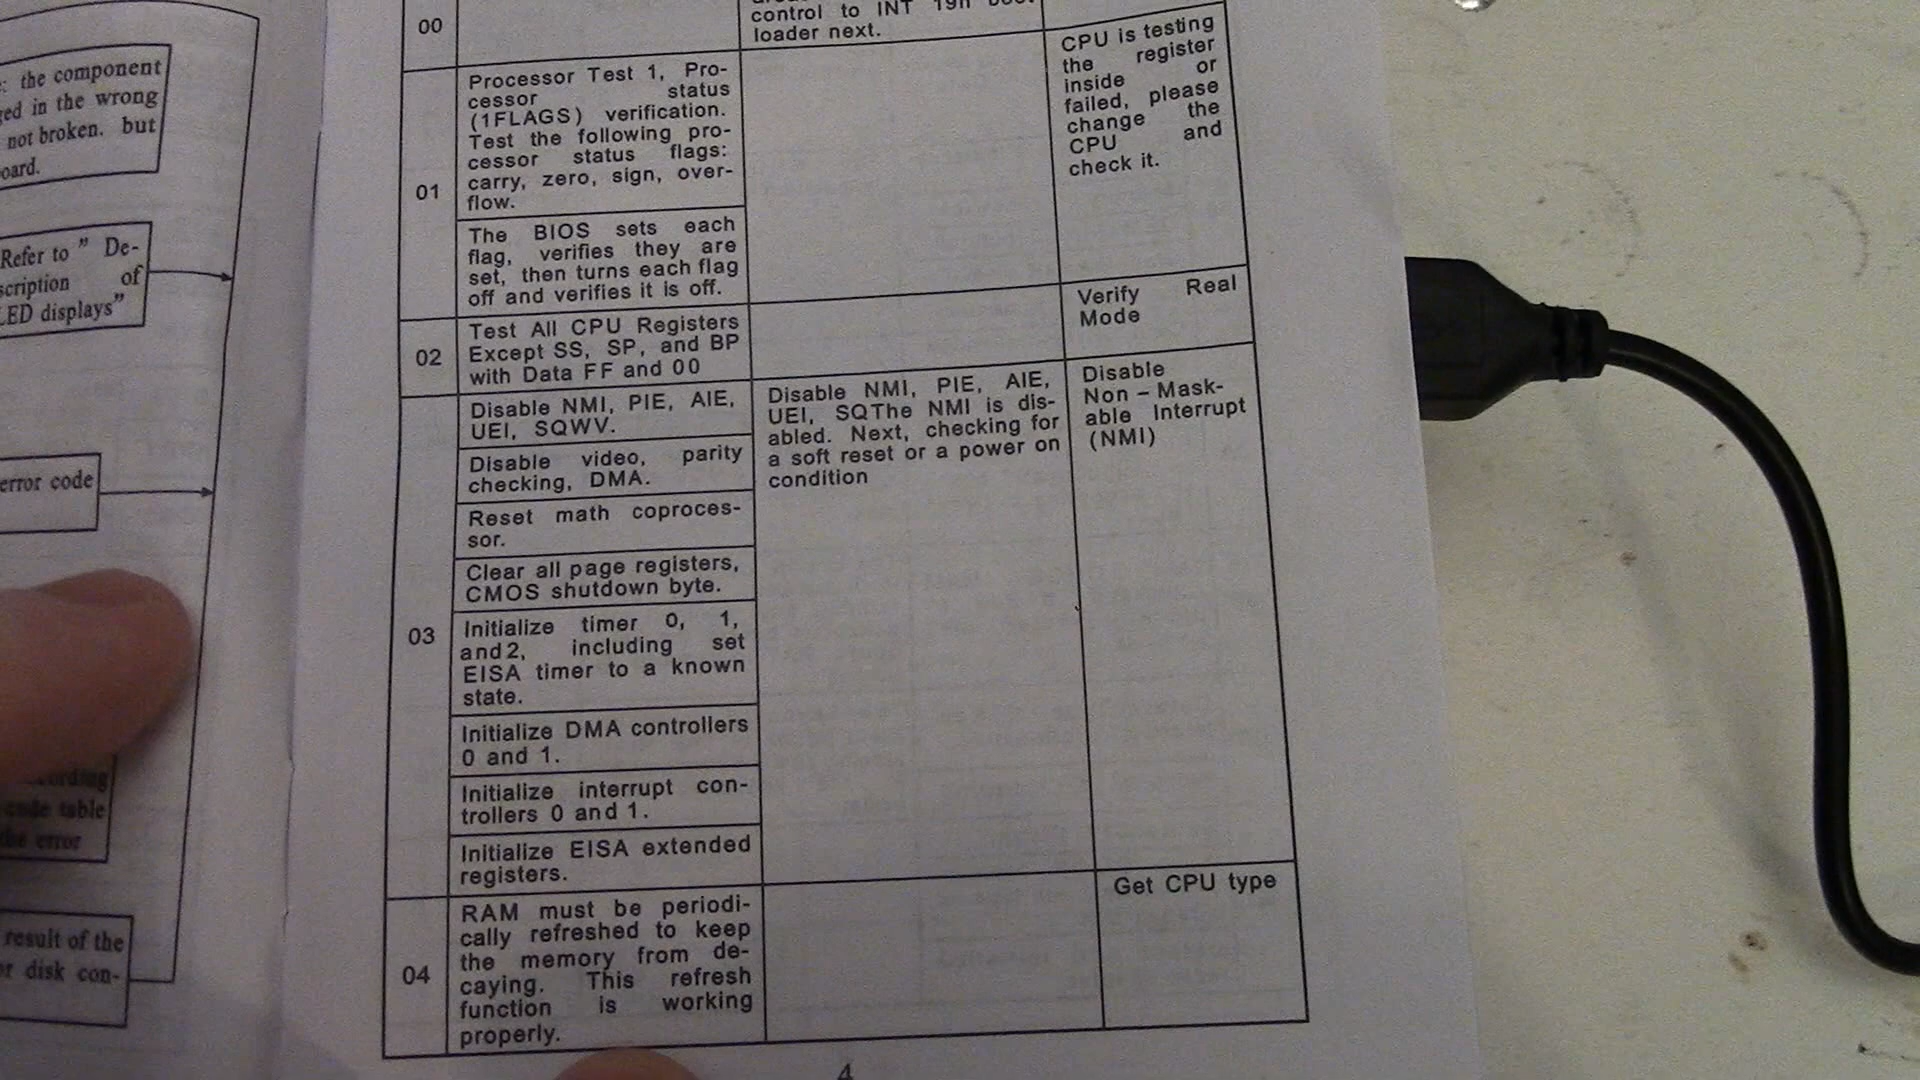 : the component
ged in the wrong
not broken. but
oard.
Refer to " De-
scription of
LED displays"
error code
cording
code table
the error
result of the
or disk con-
00
control to INT 19h
loader next.
01
Processor Test 1, Pro-
cessor status
(1FLAGS) verification.
Test the following pro-
cessor status flags:
carry, zero, sign, over-
flow.
The BIOS sets each
flag, verifies they are
set, then turns each flag
off and verifies it is off.
CPU is testing
the register
inside or
failed, please
change the
CPU and
check it.
02
Test All CPU Registers
Except SS, SP, and BP
with Data FF and 00
Verify Real
Mode
03
Disable NMI, PIE, AIE,
UEI, SQWV.
Disable video, parity
checking, DMA.
Reset math coproces-
sor.
Clear all page registers,
CMOS shutdown byte.
Initialize timer 0, 1,
and 2, including set
EISA timer to a known
state.
Initialize DMA controllers
0 and 1.
Initialize interrupt con-
trollers 0 and 1.
Initialize EISA extended
registers.
Disable NMI, PIE, AIE,
UEI, SQThe NMI is dis-
abled. Next, checking for
a soft reset or a power on
condition
Disable
Non - Mask-
able Interrupt
(NMI)
04
RAM must be periodi-
cally refreshed to keep
the memory from de-
caying. This refresh
function is working
properly.
Get CPU type
4